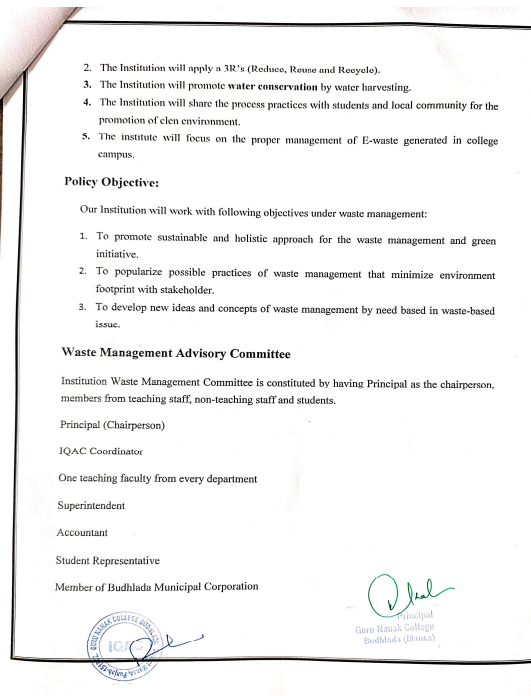 2. The Institution will apply a 3R's (Reduce, Reuse and Recycle).
3. The Institution will promote water conservation by water harvesting.
4. The Institution will share the process practices with students and local community for the
promotion of clen environment.
5. The institute will focus on the proper management of E-waste generated in college
campus.
Policy Objective:
Our Institution will work with following objectives under waste management:
1. To promote sustainable and holistic approach for the waste management and green
initiative.
2. To popularize possible practices of waste management that minimize environment
footprint with stakeholder.
3. To develop new ideas and concepts of waste management by need based in waste-based
issue.
Waste Management Advisory Committee
Institution Waste Management Committee is constituted by having Principal as the chairperson,
members from teaching staff, non-teaching staff and students.
Principal (Chairperson)
IQAC Coordinator
One teaching faculty from every department
Superintendent
Accountant
Student Representative
Member of Budhlada Municipal Corporation
GURU NANAK COLLEGE BUDHLADA
IQAC
Principal
Guru Nanak College
Budhlada (Mansa)